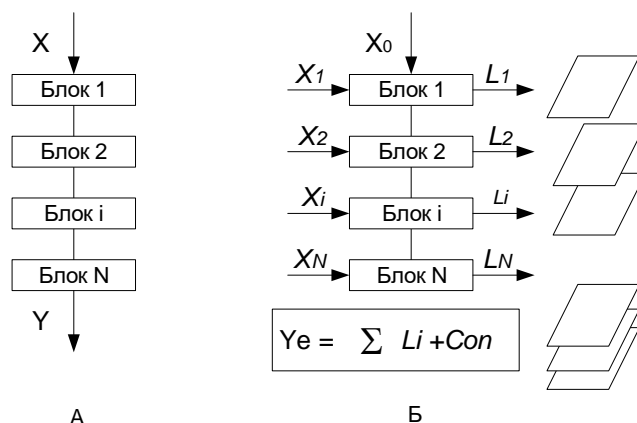 X
Блок 1
Блок 2
Блок i
Блок N
Y
А
X0
X1
Блок 1
L1
X2
Блок 2
L2
Xi
Блок i
Li
XN
Блок N
LN
Ye = ∑ Li +Con
Б